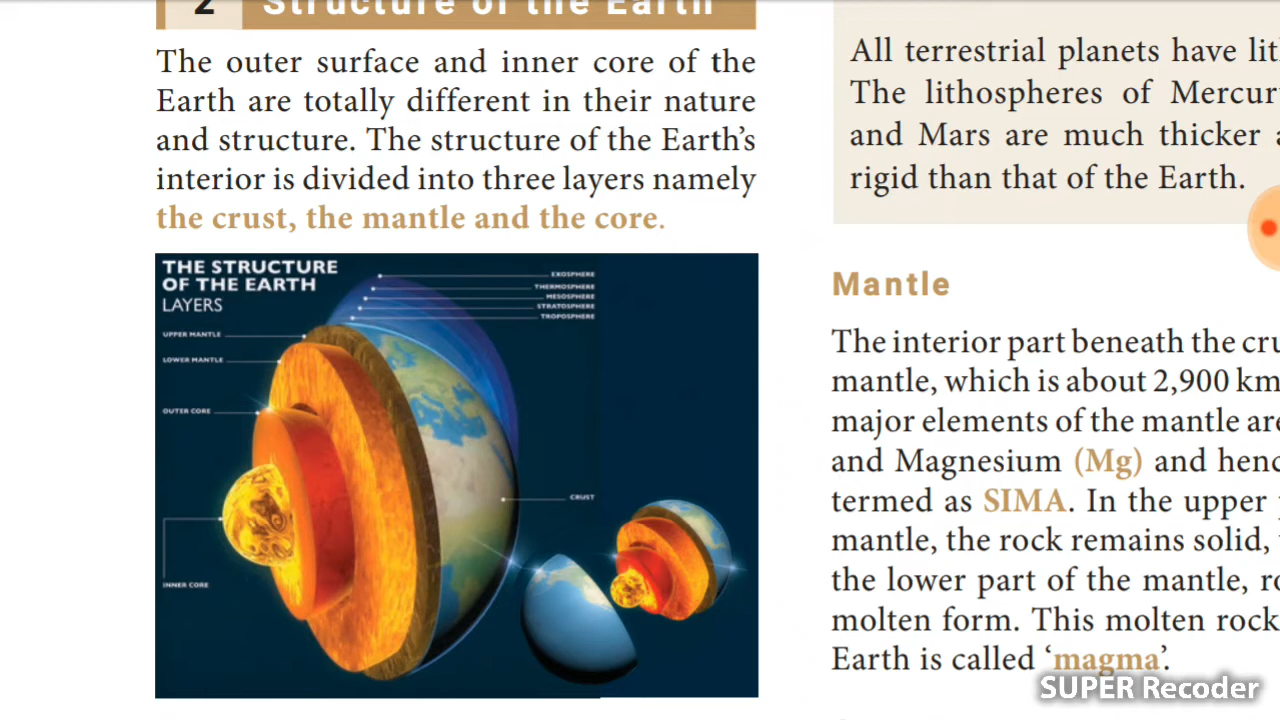 2 Structure of the Earth
The outer surface and inner core of the
Earth are totally different in their nature
and structure. The structure of the Earth's
interior is divided into three layers namely
the crust, the mantle and the core.
THE STRUCTURE
OF THE EARTH
LAYERS
EXOSPHERE
THERMOSPHERE
MESOSPHERE
STRATOSPHERE
TROPOSPHERE
UPPER MANTLE
LOWER MANTLE
OUTER CORE
CRUST
INNER CORE
All terrestrial planets have
The lithospheres of
and Mars are much thicker
rigid than that of the Earth.
Mantle
The interior part beneath the
mantle, which is about 2,900 km
major elements of the mantle
and Magnesium (Mg) and
termed as SIMA. In the upper
mantle, the rock remains solid,
the lower part of the mantle,
molten form. This molten rock
Earth is called ‘magma’.
SUPER Recoder